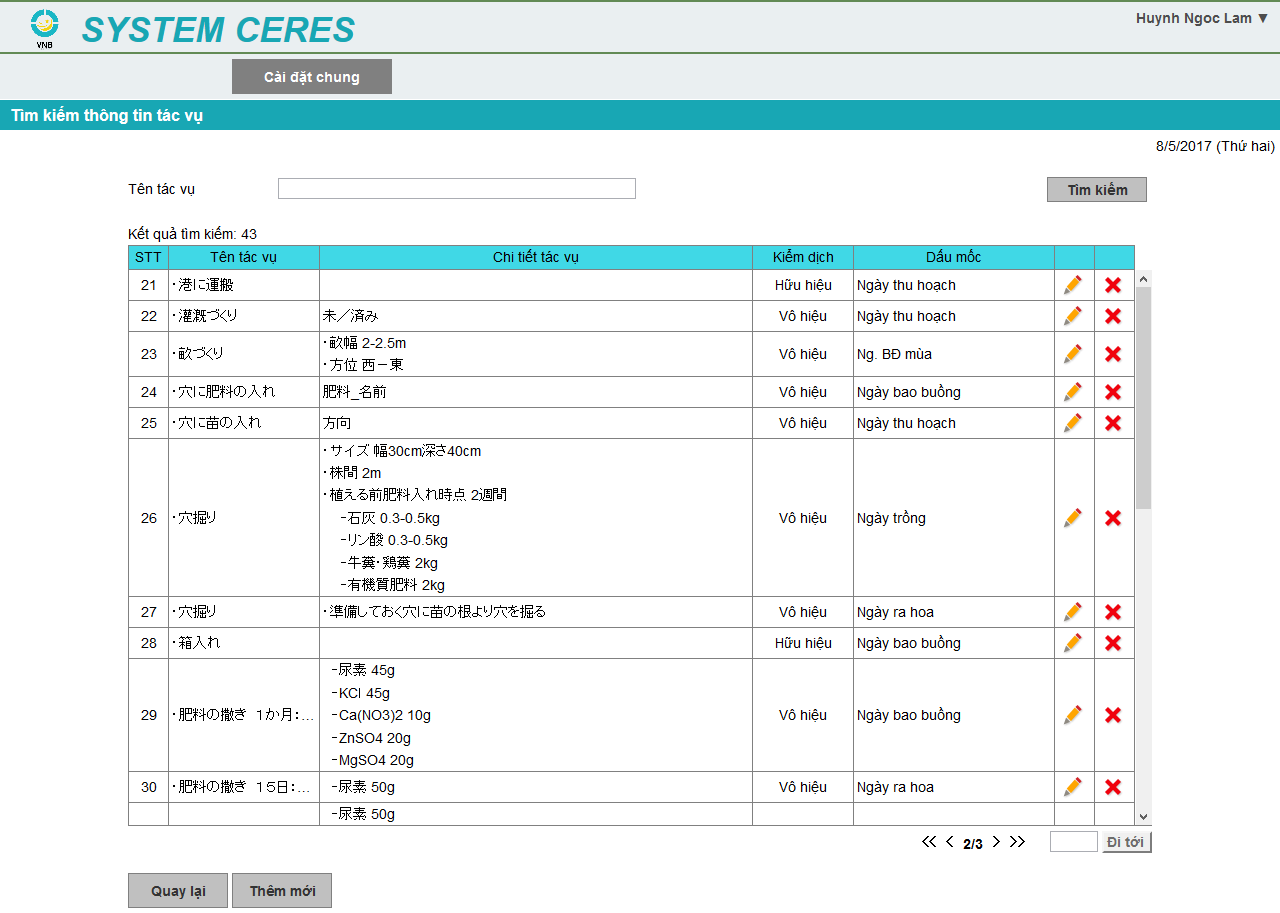 VNB
SYSTEM CERES
Huynh Ngoc Lam ▼
Cài đặt chung
Tìm kiếm thông tin tác vụ
8/5/2017 (Thứ hai)
Tên tác vụ
Tìm kiếm
Kết quả tìm kiếm: 43
STT Tên tác vụ Chi tiết tác vụ Kiểm dịch Dấu mốc
21 ・港に運搬 Hữu hiệu Ngày thu hoạch
22 ・灌漑づくり 未／済み Vô hiệu Ngày thu hoạch
23 ・畝づくり ・畝幅 2-2.5m Vô hiệu Ng. BĐ mùa
・方位 西－東
24 ・穴に肥料の入れ 肥料_名前 Vô hiệu Ngày bao buồng
25 ・穴に苗の入れ 方向 Vô hiệu Ngày thu hoạch
26 ・穴掘り ・サイズ 幅30cm深さ40cm Vô hiệu Ngày trồng
・株間 2m
・植える前肥料入れ時点 2週間
－石灰 0.3-0.5kg
－リン酸 0.3-0.5kg
－牛糞・鶏糞 2kg
－有機質肥料 2kg
27 ・穴掘り ・準備しておく穴に苗の根より穴を掘る Vô hiệu Ngày ra hoa
28 ・箱入れ Hữu hiệu Ngày bao buồng
29 ・肥料の撒き　１か月：... －尿素 45g Vô hiệu Ngày bao buồng
－KCl 45g
－Ca(NO3)2 10g
－ZnSO4 20g
－MgSO4 20g
30 ・肥料の撒き　１５日：... －尿素 50g Vô hiệu Ngày ra hoa
－尿素 50g
<< < 2/3 > >> Đi tới
Quay lại Thêm mới